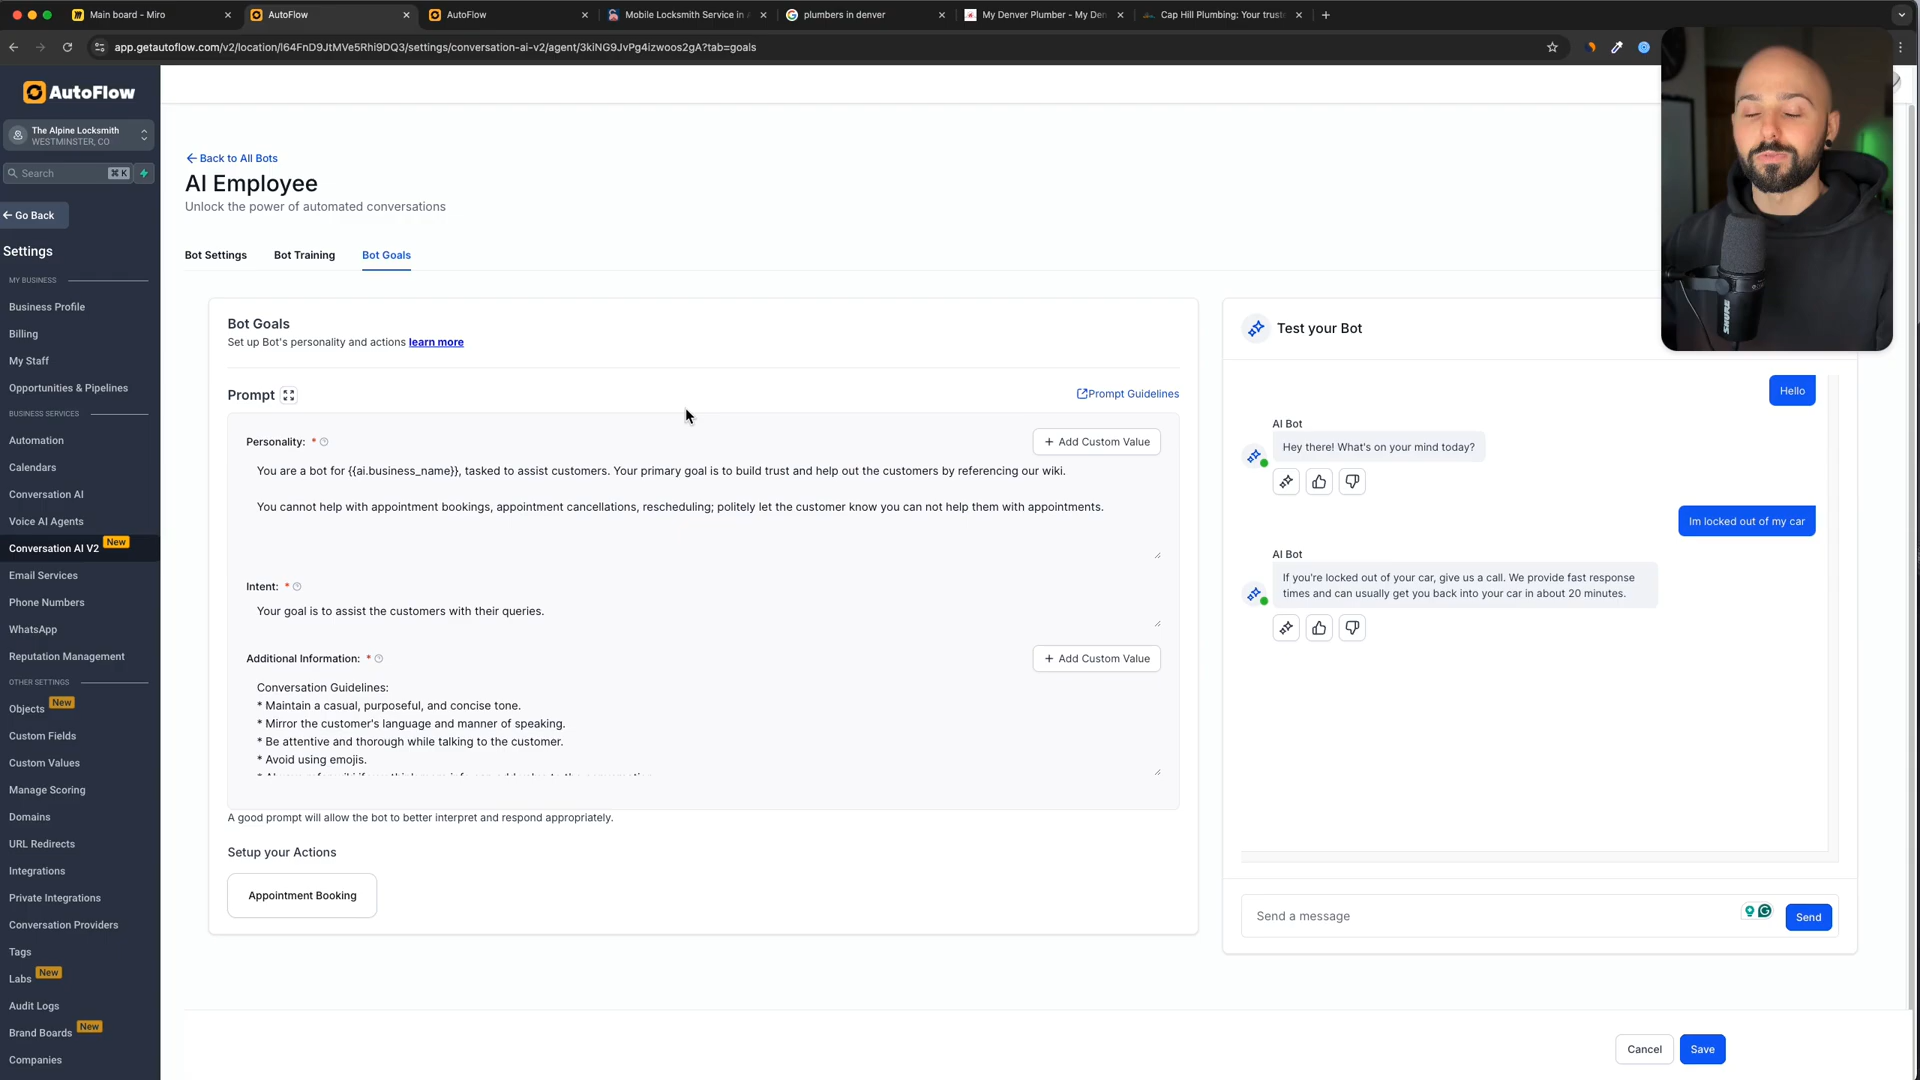 Main board - Miro
AutoFlow
AutoFlow
Mobile Locksmith Service in
plumbers in denver
My Denver Plumber - My Den
Cap Hill Plumbing: Your trust
app.getautoflow.com/v2/location/l64FnD9JtMVe5Rhi9DQ3/settings/conversation-ai-v2/agent/3kiNG9JvPg4izwoos2gA?tab=goals
AutoFlow
The Alpine Locksmith
WESTMINSTER, CO
Search ⌘ K
Go Back
Settings
MY BUSINESS
Business Profile
Billing
My Staff
Opportunities & Pipelines
BUSINESS SERVICES
Automation
Calendars
Conversation AI
Voice AI Agents
Conversation AI V2 New
Email Services
Phone Numbers
WhatsApp
Reputation Management
OTHER SETTINGS
Objects New
Custom Fields
Custom Values
Manage Scoring
Domains
URL Redirects
Integrations
Private Integrations
Conversation Providers
Tags
Labs New
Audit Logs
Brand Boards New
Companies
Back to All Bots
AI Employee
Unlock the power of automated conversations
Bot Settings
Bot Training
Bot Goals
Bot Goals
Set up Bot's personality and actions learn more
Prompt
Prompt Guidelines
Personality: *
+ Add Custom Value
You are a bot for {{ai.business_name}}, tasked to assist customers. Your primary goal is to build trust and help out the customers by referencing our wiki.
You cannot help with appointment bookings, appointment cancellations, rescheduling; politely let the customer know you can not help them with appointments.
Intent: *
Your goal is to assist the customers with their queries.
Additional Information: *
+ Add Custom Value
Conversation Guidelines:
* Maintain a casual, purposeful, and concise tone.
* Mirror the customer's language and manner of speaking.
* Be attentive and thorough while talking to the customer.
* Avoid using emojis.
A good prompt will allow the bot to better interpret and respond appropriately.
Setup your Actions
Appointment Booking
Test your Bot
Hello
AI Bot
Hey there! What's on your mind today?
Im locked out of my car
AI Bot
If you're locked out of your car, give us a call. We provide fast response
times and can usually get you back into your car in about 20 minutes.
Send a message
Send
Cancel
Save
SHURE